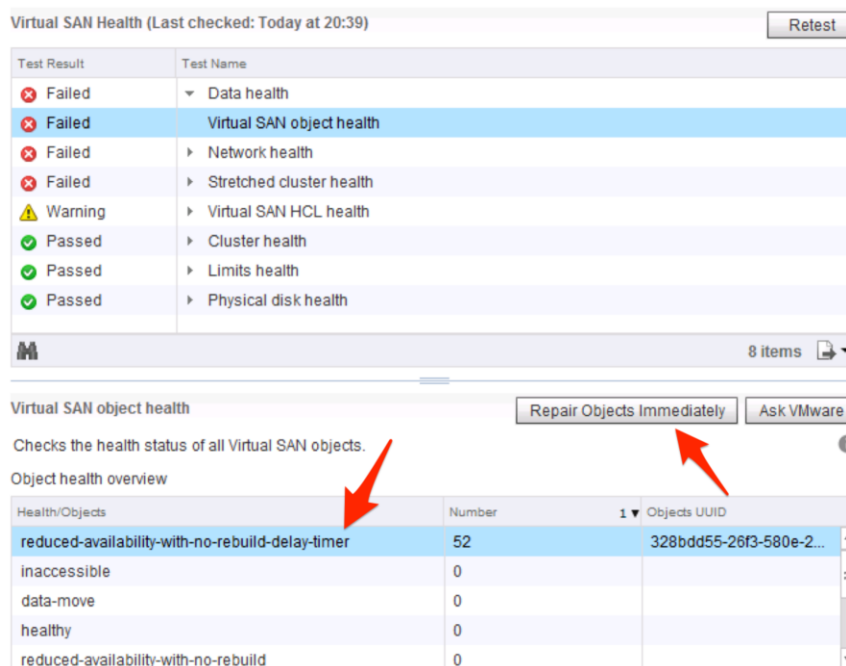 Virtual SAN Health (Last checked: Today at 20:39)
Retest
Test Result Test Name
Failed Data health
Failed Virtual SAN object health
Failed Network health
Failed Stretched cluster health
Warning Virtual SAN HCL health
Passed Cluster health
Passed Limits health
Passed Physical disk health
8 items
Virtual SAN object health
Repair Objects Immediately
Ask VMware
Checks the health status of all Virtual SAN objects.
Object health overview
Health/Objects Number 1 Objects UUID
reduced-availability-with-no-rebuild-delay-timer 52 328bdd55-26f3-580e-2...
inaccessible 0
data-move 0
healthy 0
reduced-availability-with-no-rebuild 0